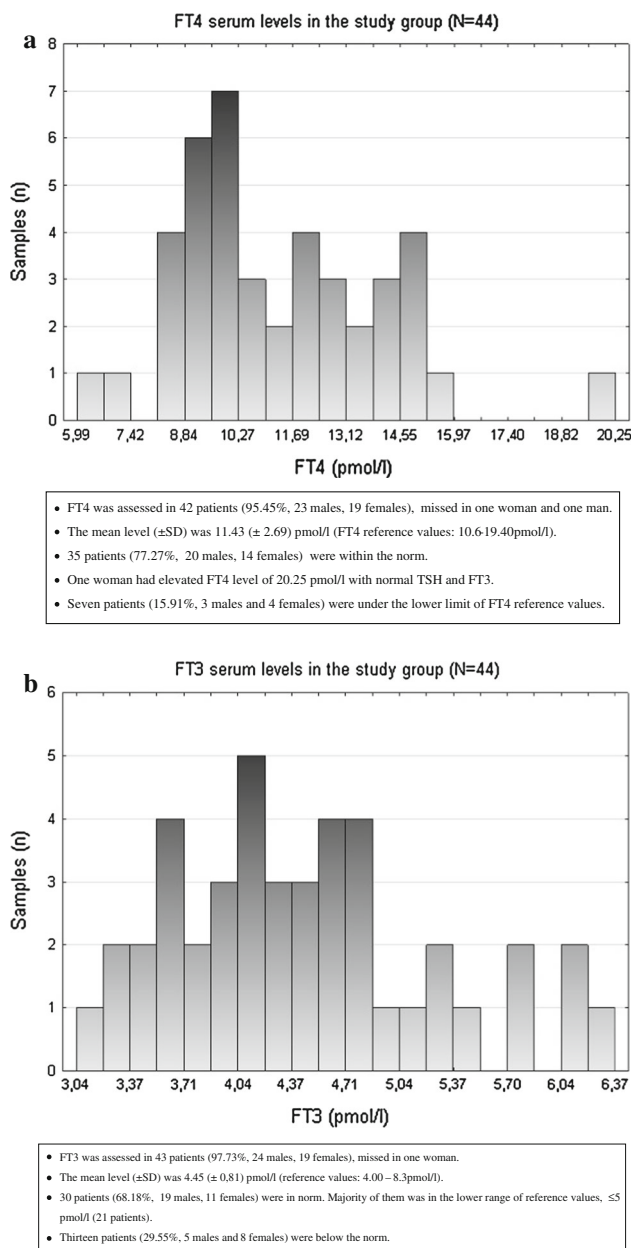 a
FT4 serum levels in the study group (N=44)
8
7
6
5
4
3
2
1
0
Samples (n)
5,99 7,42 8,84 10,27 11,69 13,12 14,55 15,97 17,40 18,82 20,25
FT4 (pmol/l)
• FT4 was assessed in 42 patients (95.45%, 23 males, 19 females), missed in one woman and one man.
• The mean level (±SD) was 11.43 (± 2.69) pmol/l (FT4 reference values: 10.6-19.40pmol/l).
• 35 patients (77.27%, 20 males, 14 females) were within the norm.
• One woman had elevated FT4 level of 20.25 pmol/l with normal TSH and FT3.
• Seven patients (15.91%, 3 males and 4 females) were under the lower limit of FT4 reference values.
b
FT3 serum levels in the study group (N=44)
6
5
4
3
2
1
0
Samples (n)
3,04 3,37 3,71 4,04 4,37 4,71 5,04 5,37 5,70 6,04 6,37
FT3 (pmol/l)
• FT3 was assessed in 43 patients (97.73%, 24 males, 19 females), missed in one woman.
• The mean level (±SD) was 4.45 (± 0,81) pmol/l (reference values: 4.00 – 8.3pmol/l).
• 30 patients (68.18%, 19 males, 11 females) were in norm. Majority of them was in the lower range of reference values, ≤5
pmol/l (21 patients).
• Thirteen patients (29.55%, 5 males and 8 females) were below the norm.